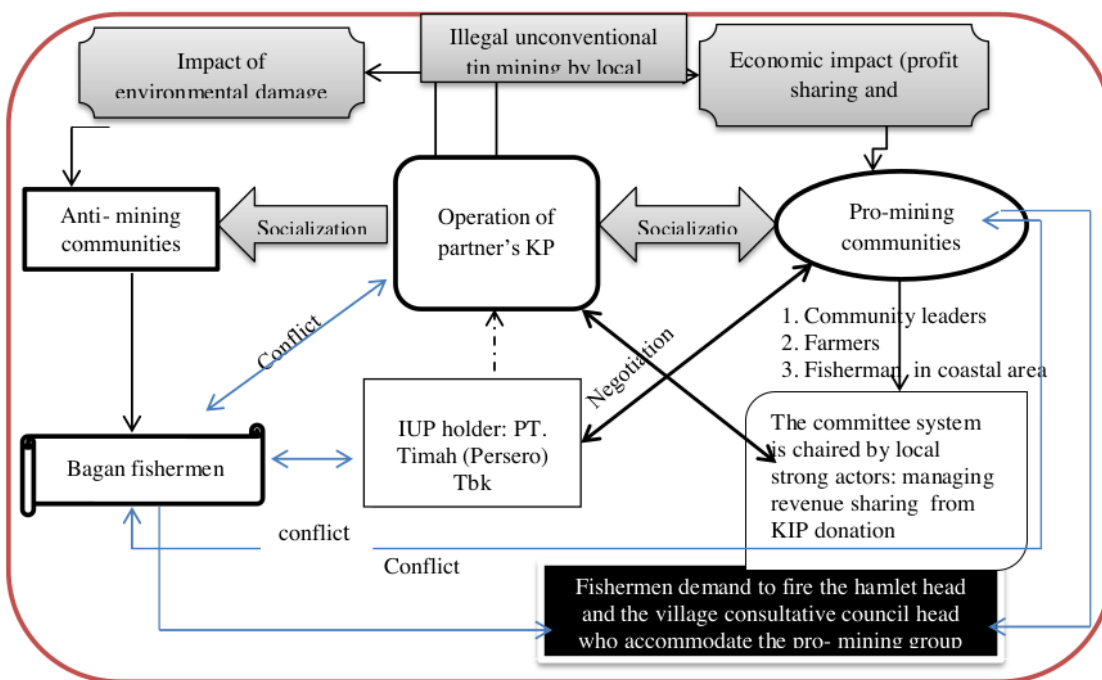 Illegal unconventional
tin mining by local
Impact of
environmental damage
Economic impact (profit
sharing and
Anti- mining
communities
Socialization
Operation of
partner's KP
Socializatio
Pro-mining
communities
Conflict
Negotiation
1. Community leaders
2. Farmers
3. Fisherman in coastal area
Bagan fishermen
IUP holder: PT.
Timah (Persero)
Tbk
The committee system
is chaired by local
strong actors: managing
revenue sharing from
KIP donation
conflict
Conflict
Fishermen demand to fire the hamlet head
and the village consultative council head
who accommodate the pro- mining group